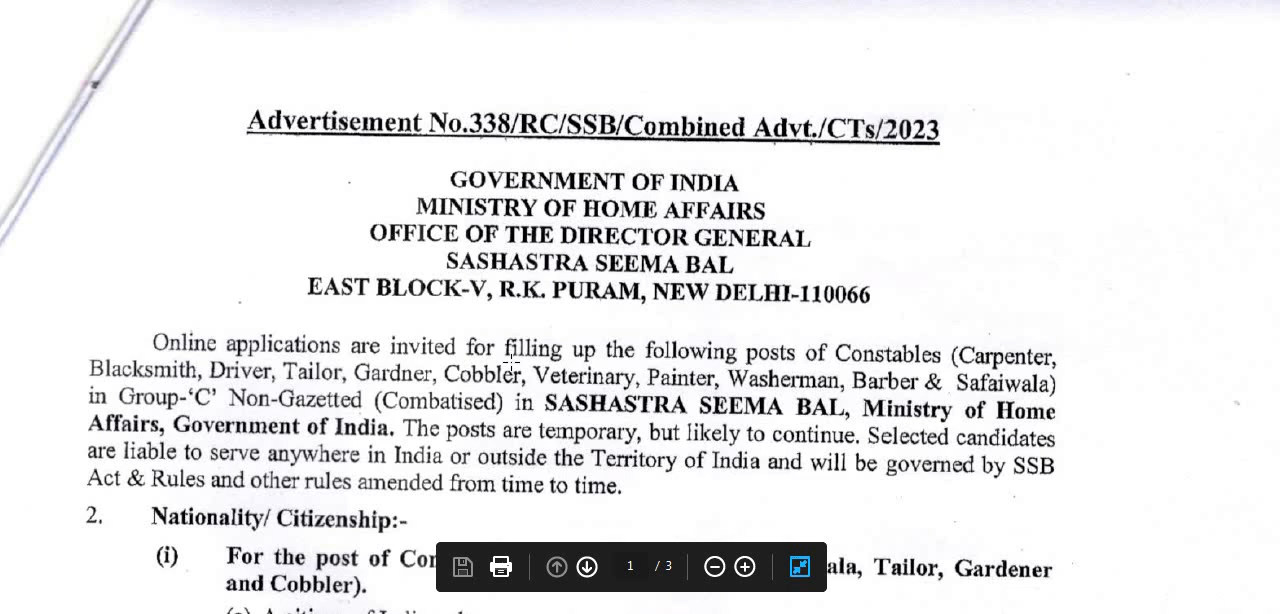 Advertisement No.338/RC/SSB/Combined Advt./CTs/2023
GOVERNMENT OF INDIA
MINISTRY OF HOME AFFAIRS
OFFICE OF THE DIRECTOR GENERAL
SASHASTRA SEEMA BAL
EAST BLOCK-V, R.K. PURAM, NEW DELHI-110066
Online applications are invited for filling up the following posts of Constables (Carpenter,
Blacksmith, Driver, Tailor, Gardner, Cobbler, Veterinary, Painter, Washerman, Barber & Safaiwala)
in Group-‘C’ Non-Gazetted (Combatised) in SASHASTRA SEEMA BAL, Ministry of Home
Affairs, Government of India. The posts are temporary, but likely to continue. Selected candidates
are liable to serve anywhere in India or outside the Territory of India and will be governed by SSB
Act & Rules and other rules amended from time to time.
2. Nationality/ Citizenship:-
(i) For the post of Con ala, Tailor, Gardener
and Cobbler).
1 / 3